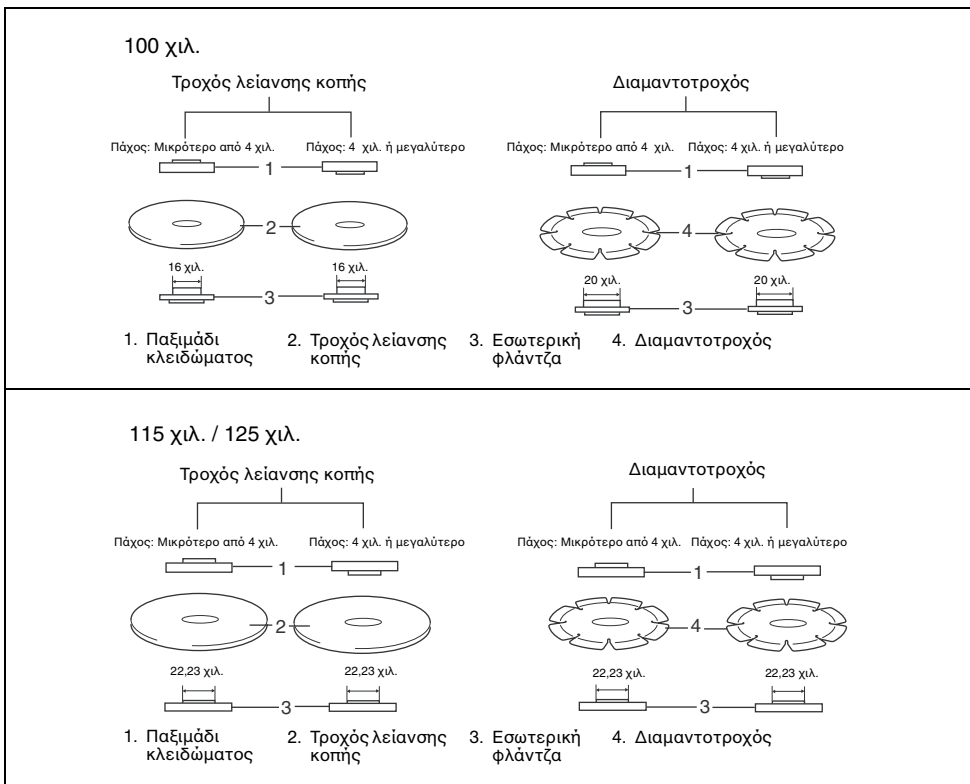 100 χιλ.
Τροχός λείανσης κοπής
Διαμαντοτροχός
Πάχος: Μικρότερο από 4 χιλ. Πάχος: 4 χιλ. ή μεγαλύτερο
Πάχος: Μικρότερο από 4 χιλ. Πάχος: 4 χιλ. ή μεγαλύτερο
1
1
2
4
16 χιλ. 16 χιλ.
20 χιλ. 20 χιλ.
3
3
1. Παξιμάδι
κλειδώματος
2. Τροχός λείανσης
κοπής
3. Εσωτερική
φλάντζα
4. Διαμαντοτροχός
115 χιλ. / 125 χιλ.
Τροχός λείανσης κοπής
Διαμαντοτροχός
Πάχος: Μικρότερο από 4 χιλ. Πάχος: 4 χιλ. ή μεγαλύτερο
Πάχος: Μικρότερο από 4 χιλ. Πάχος: 4 χιλ. ή μεγαλύτερο
1
1
2
4
22,23 χιλ. 22,23 χιλ.
22,23 χιλ. 22,23 χιλ.
3
3
1. Παξιμάδι
κλειδώματος
2. Τροχός λείανσης
κοπής
3. Εσωτερική
φλάντζα
4. Διαμαντοτροχός